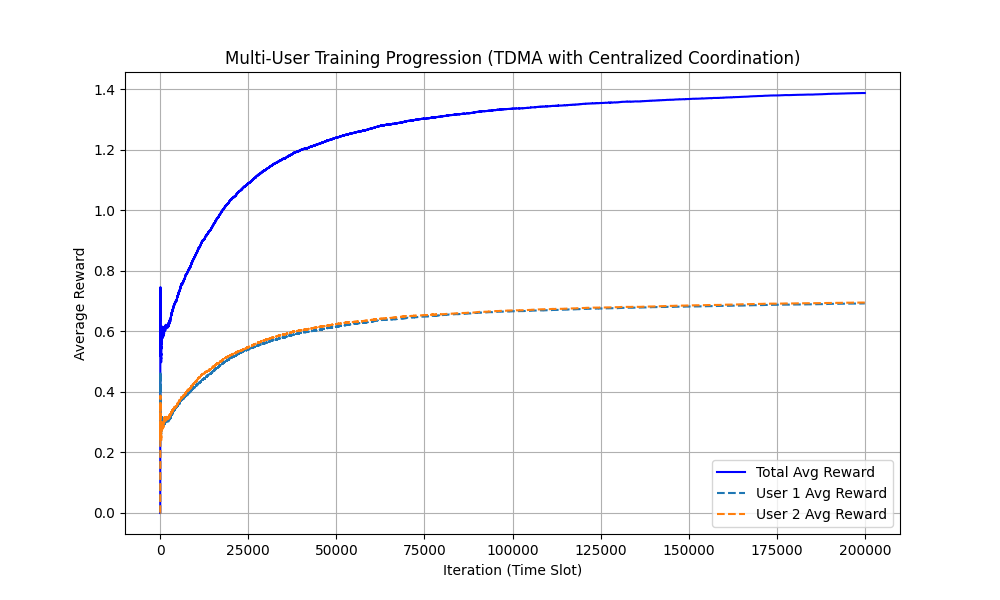 Multi-User Training Progression (TDMA with Centralized Coordination)
Average Reward
1.4
1.2
1.0
0.8
0.6
0.4
0.2
0.0
Total Avg Reward
User 1 Avg Reward
User 2 Avg Reward
0 25000 50000 75000 100000 125000 150000 175000 200000
Iteration (Time Slot)